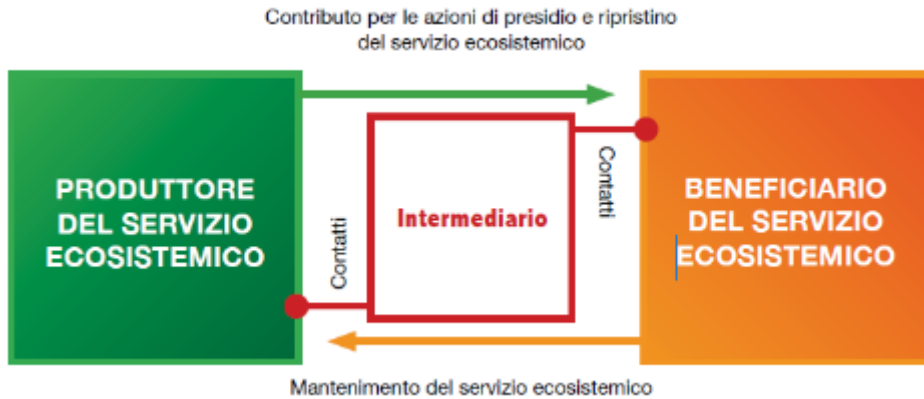 Contributo per le azioni di presidio e ripristino
del servizio ecosistemico
PRODUTTORE
DEL SERVIZIO
ECOSISTEMICO
Contatti
Intermediario
Contatti
BENEFICIARIO
DEL SERVIZIO
ECOSISTEMICO
Mantenimento del servizio ecosistemico